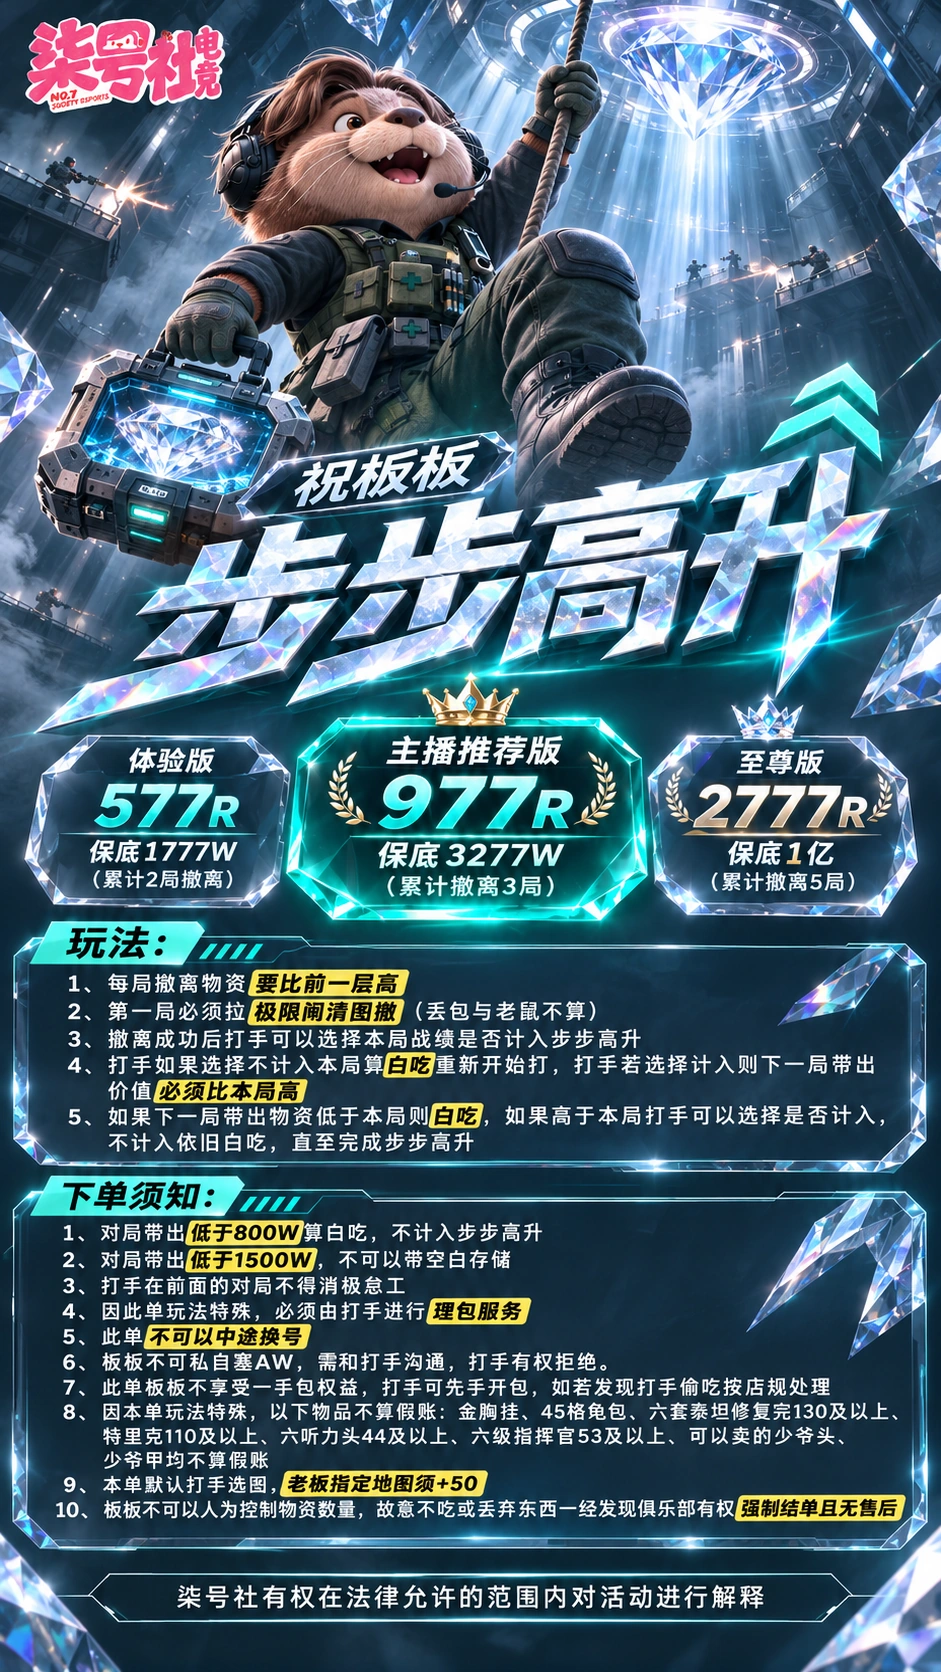 柒号社电竞
NO.7
SOCIETY ESPORTS
祝板板
步步高升
体验版
577R
保底1777W
（累计2局撤离）
主播推荐版
977R
保底3277W
（累计撤离3局）
至尊版
2777R
保底1亿
（累计撤离5局）
玩法：
1、每局撤离物资 要比前一层高
2、第一局必须拉 极限闸清图撤（丢包与老鼠不算）
3、撤离成功后打手可以选择本局战绩是否计入步步高升
4、打手如果选择不计入本局算白吃重新开始打，打手若选择计入则下一局带出
价值 必须比本局高
5、如果下一局带出物资低于本局则白吃，如果高于本局打手可以选择是否计入，
不计入依旧白吃，直至完成步步高升
下单须知：
1、对局带出低于800W算白吃，不计入步步高升
2、对局带出低于1500W，不可以带空白存储
3、打手在前面的对局不得消极怠工
4、因此单玩法特殊，必须由打手进行 理包服务
5、此单不可以中途换号
6、板板不可私自塞AW，需和打手沟通，打手有权拒绝。
7、此单板板不享受一手包权益，打手可先手开包，如若发现打手偷吃按店规处理
8、因本单玩法特殊，以下物品不算假账：金胸挂、45格龟包、六套泰坦修复完130及以上、
特里克110及以上、六听力头44及以上、六级指挥官53及以上、可以卖的少爷头、
少爷甲均不算假账
9、本单默认打手选图，老板指定地图须+50
10、板板不可以人为控制物资数量，故意不吃或丢弃东西一经发现俱乐部有权 强制结单且无售后
柒号社有权在法律允许的范围内对活动进行解释